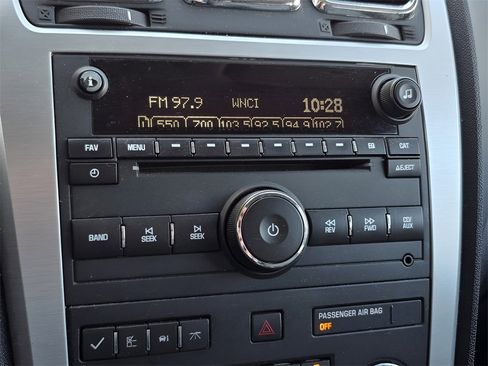 FM 97.9 WNCI 10:28
1 550 700 103.5 92.5 94.9 102.7
FAV MENU EQ CAT
EJECT
BAND SEEK SEEK REV FWD CD/AUX
PASSENGER AIR BAG
OFF